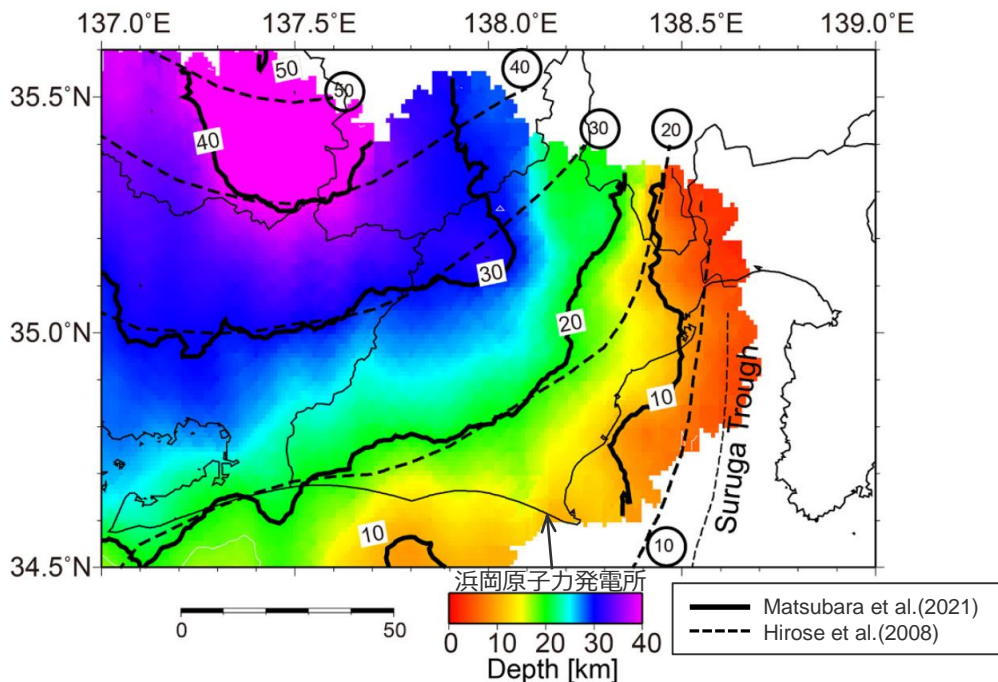 137.0°E 137.5°E 138.0°E 138.5°E 139.0°E
50
40
50
35.5°N
30
20
40
30
35.0°N
20
10
Suruga Trough
10
10
34.5°N
浜岡原子力発電所
0 50
0 10 20 30 40
Depth [km]
Matsubara et al.(2021)
Hirose et al.(2008)